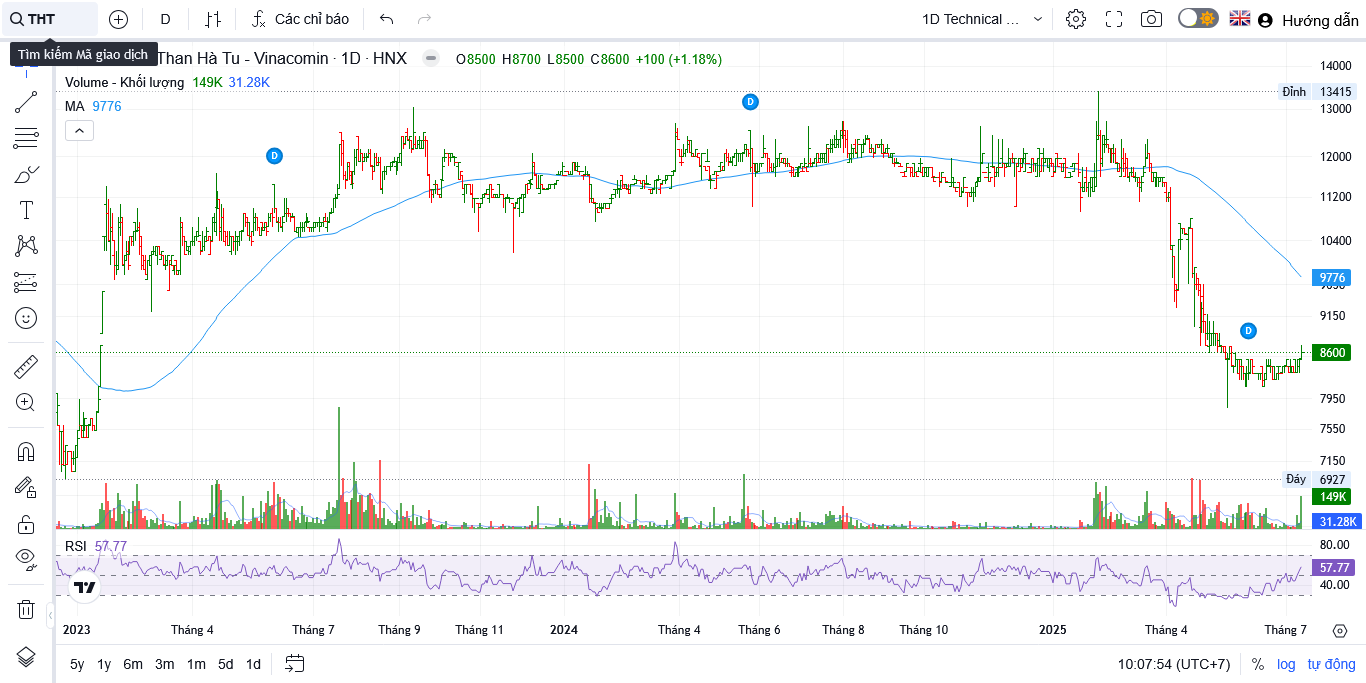 THT
D
Các chỉ báo
1D Technical ...
Hướng dẫn
Tìm kiếm Mã giao dịch
Than Hà Tu - Vinacomin · 1D · HNX
O8500 H8700 L8500 C8600 +100 (+1.18%)
Volume - Khối lượng 149K 31.28K
MA 9776
14000
Đỉnh 13415
13000
12000
11200
10400
9776
9150
8600
7950
7550
7150
Đáy 6927
149K
31.28K
D
D
D
RSI 57.77
80.00
57.77
40.00
2023 Tháng 4 Tháng 7 Tháng 9 Tháng 11 2024 Tháng 4 Tháng 6 Tháng 8 Tháng 10 2025 Tháng 4 Tháng 7
5y 1y 6m 3m 1m 5d 1d
10:07:54 (UTC+7) % log tự động